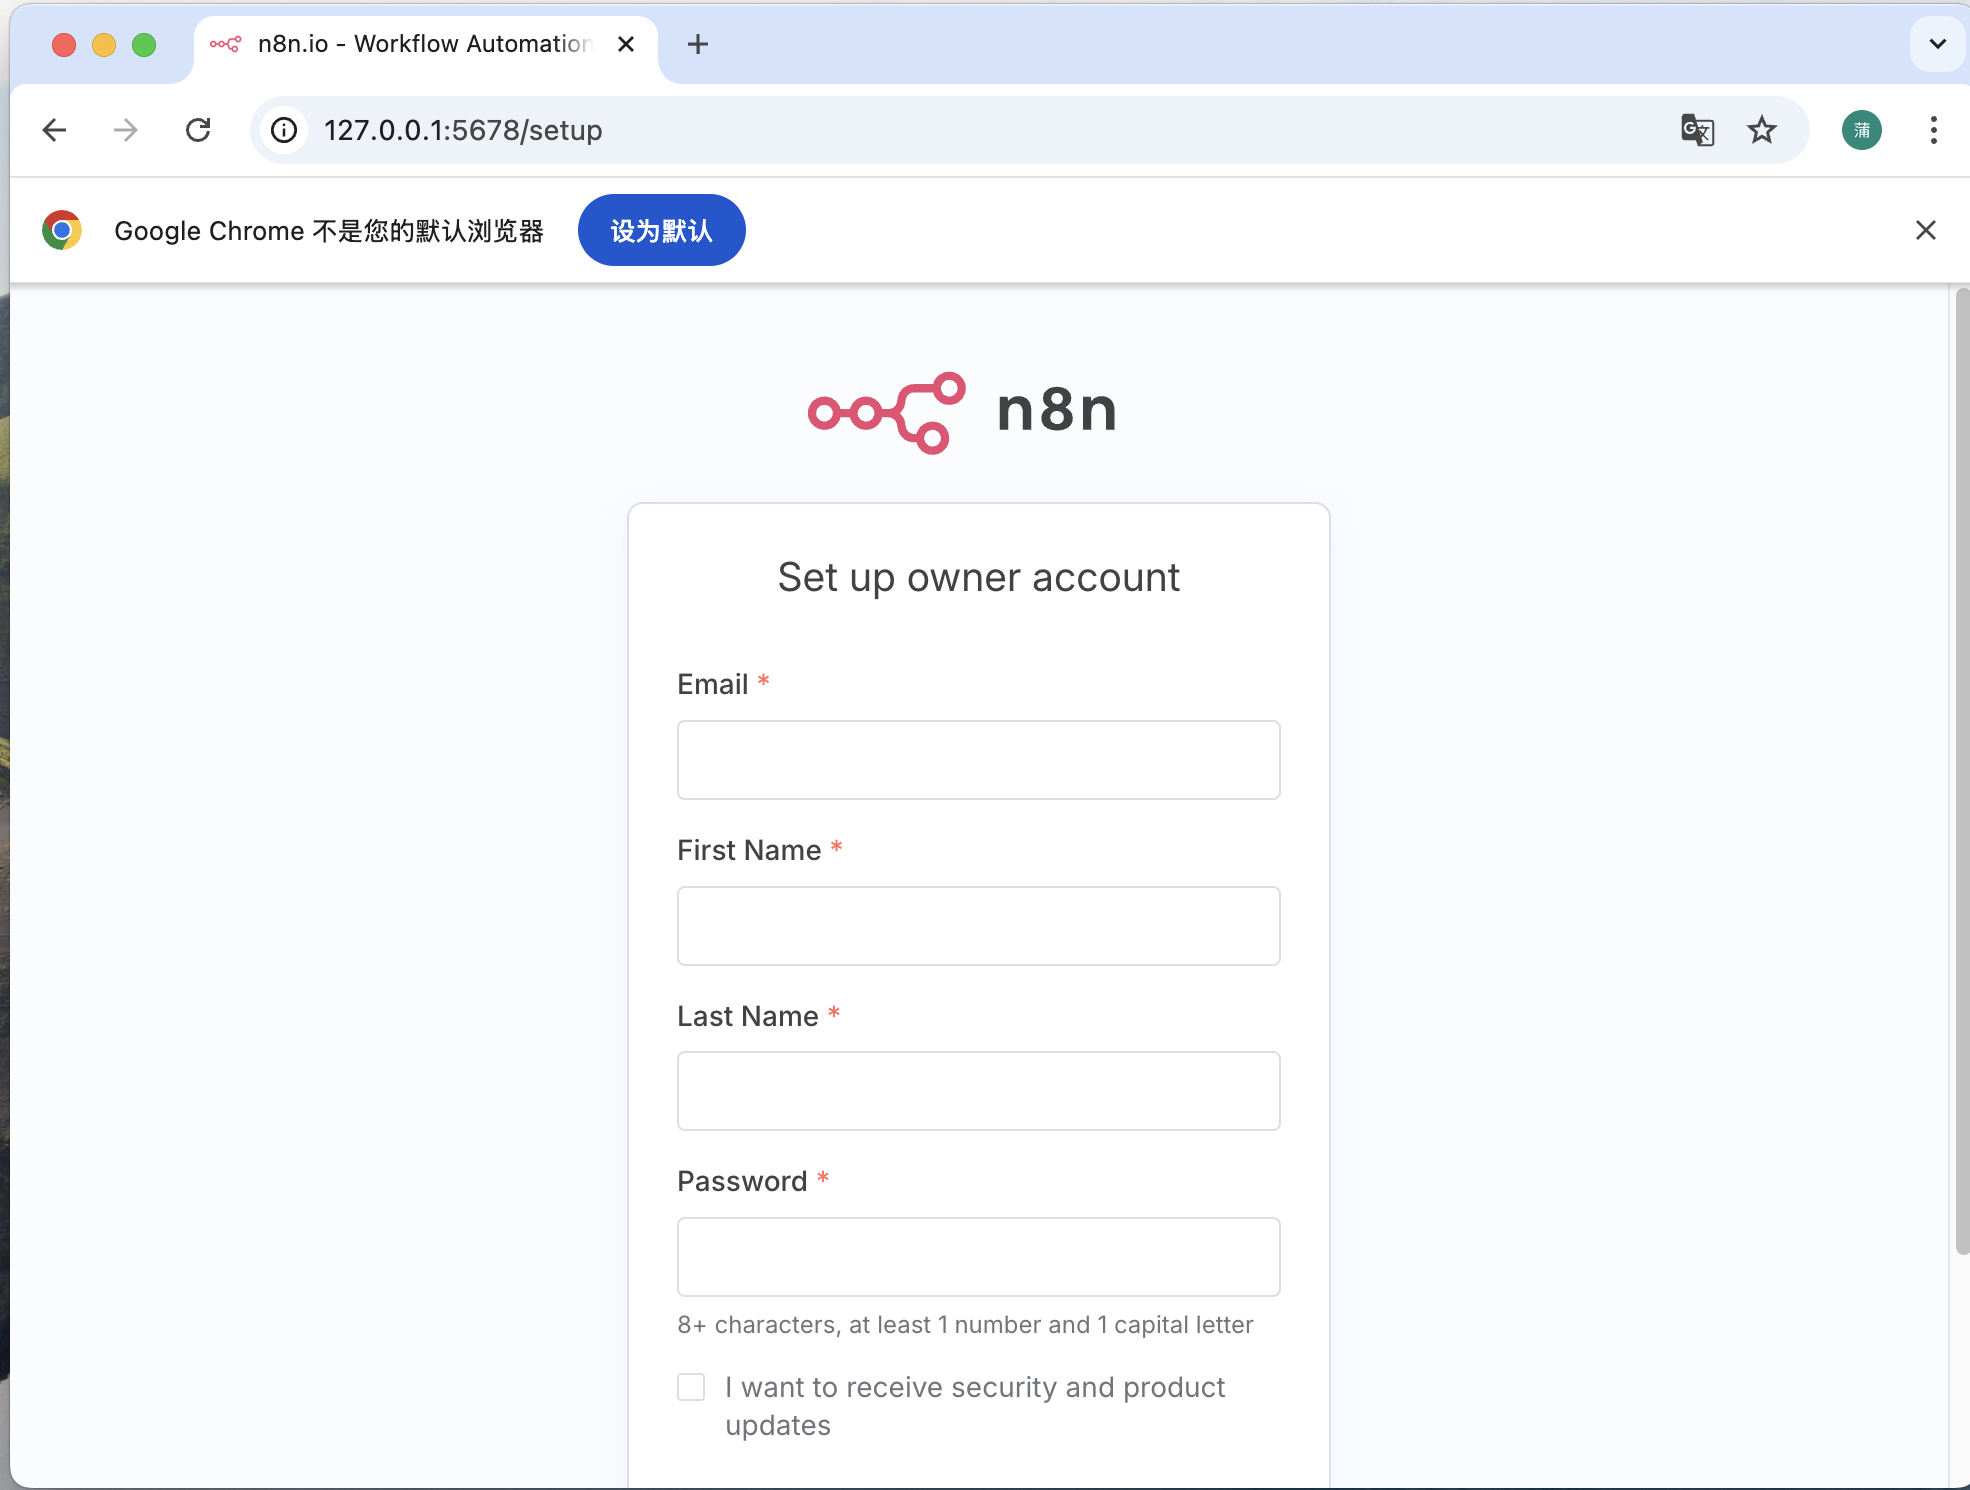 n8n.io - Workflow Automation
127.0.0.1:5678/setup
蒲
Google Chrome 不是您的默认浏览器
设为默认
n8n
Set up owner account
Email *
First Name *
Last Name *
Password *
8+ characters, at least 1 number and 1 capital letter
I want to receive security and product
updates